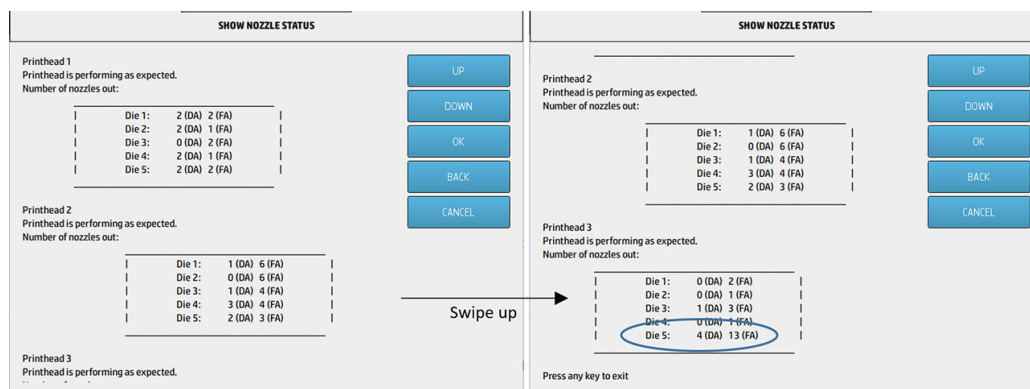 SHOW NOZZLE STATUS
Printhead 1
Printhead is performing as expected.
Number of nozzles out:
Die 1: 2 (DA) 2 (FA)
Die 2: 2 (DA) 1 (FA)
Die 3: 0 (DA) 2 (FA)
Die 4: 2 (DA) 1 (FA)
Die 5: 2 (DA) 2 (FA)
Printhead 2
Printhead is performing as expected.
Number of nozzles out:
Die 1: 1 (DA) 6 (FA)
Die 2: 0 (DA) 6 (FA)
Die 3: 1 (DA) 4 (FA)
Die 4: 3 (DA) 4 (FA)
Die 5: 2 (DA) 3 (FA)
Printhead 3
Printhead is performing as expected.
UP
DOWN
OK
BACK
CANCEL
Swipe up
SHOW NOZZLE STATUS
Printhead 2
Printhead is performing as expected.
Number of nozzles out:
Die 1: 1 (DA) 6 (FA)
Die 2: 0 (DA) 6 (FA)
Die 3: 1 (DA) 4 (FA)
Die 4: 3 (DA) 4 (FA)
Die 5: 2 (DA) 3 (FA)
Printhead 3
Printhead is performing as expected.
Number of nozzles out:
Die 1: 0 (DA) 2 (FA)
Die 2: 0 (DA) 1 (FA)
Die 3: 1 (DA) 3 (FA)
Die 4: 0 (DA) 1 (FA)
Die 5: 4 (DA) 13 (FA)
Press any key to exit
UP
DOWN
OK
BACK
CANCEL